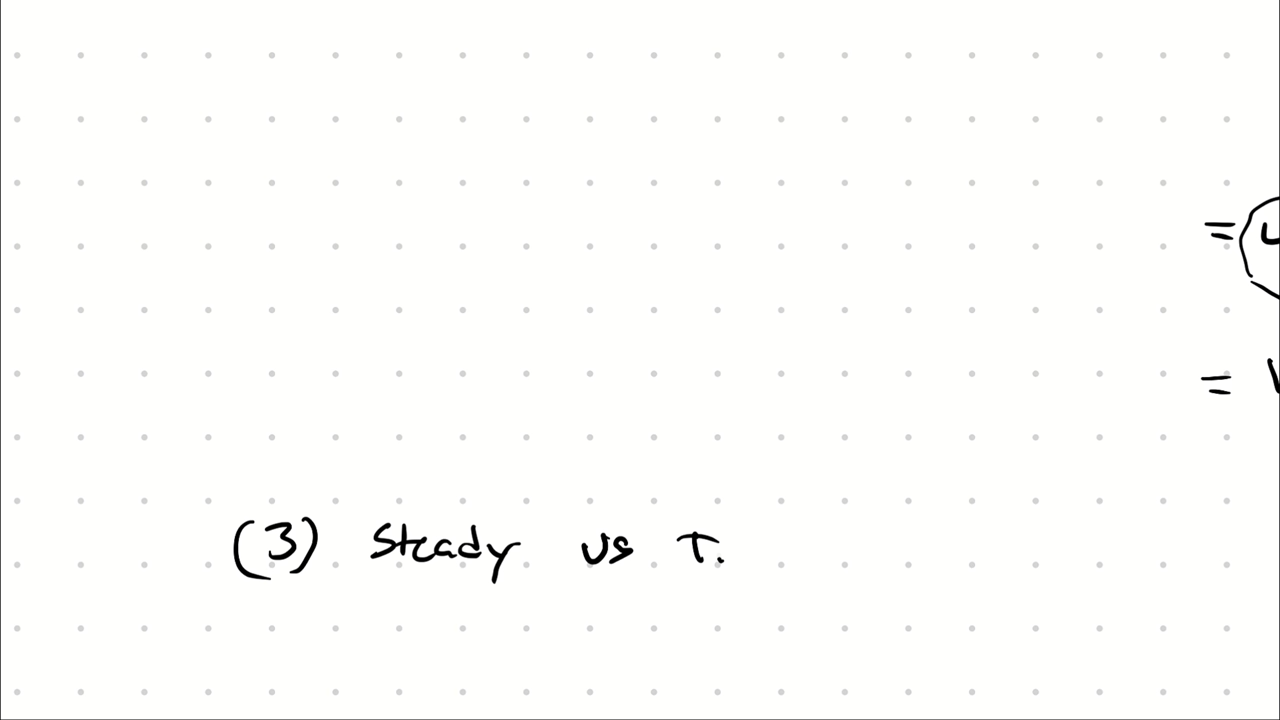 =
=
(3) Steady vs T.